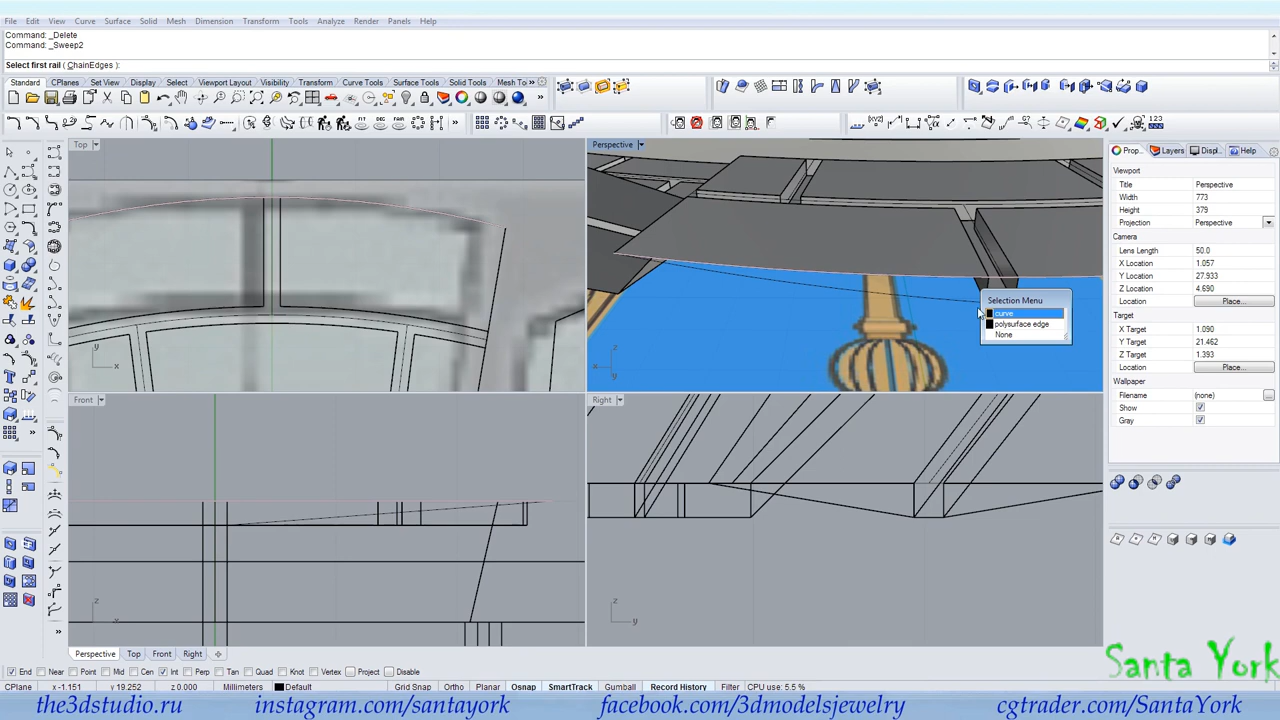 File Edit View Curve Surface Solid Mesh Dimension Transform Tools Analyze Render Panels Help
Command: _Delete
Command: _Sweep2
Select first rail ( ChainEdges ):
Standard CPlanes Set View Display Select Viewport Layout Visibility Transform Curve Tools Surface Tools Solid Tools Mesh To
Top
Perspective
Prop... Layers Displ... Help
Viewport
Title Perspective
Width 773
Height 379
Projection Perspective
Camera
Lens Length 50.0
X Location 1.057
Y Location 27.933
Z Location 4.690
Location Place...
Target
X Target 1.090
Y Target 21.462
Z Target 1.393
Location Place...
Wallpaper
Filename (none)
Show
Gray
Selection Menu
curve
polysurface edge
None
y
x
z
x
y
Front
Right
z
x
z
y
Perspective Top Front Right
End Near Point Mid Cen Int Perp Tan Quad Knot Vertex Project Disable
CPlane x -1.151 y 19.252 z 0.000 Millimeters Default Grid Snap Ortho Planar Osnap SmartTrack Gumball Record History Filter CPU use: 5.5 %
Santa York
the3dstudio.ru instagram.com/santayork facebook.com/3dmodelsjewelry cgtrader.com/SantaYork